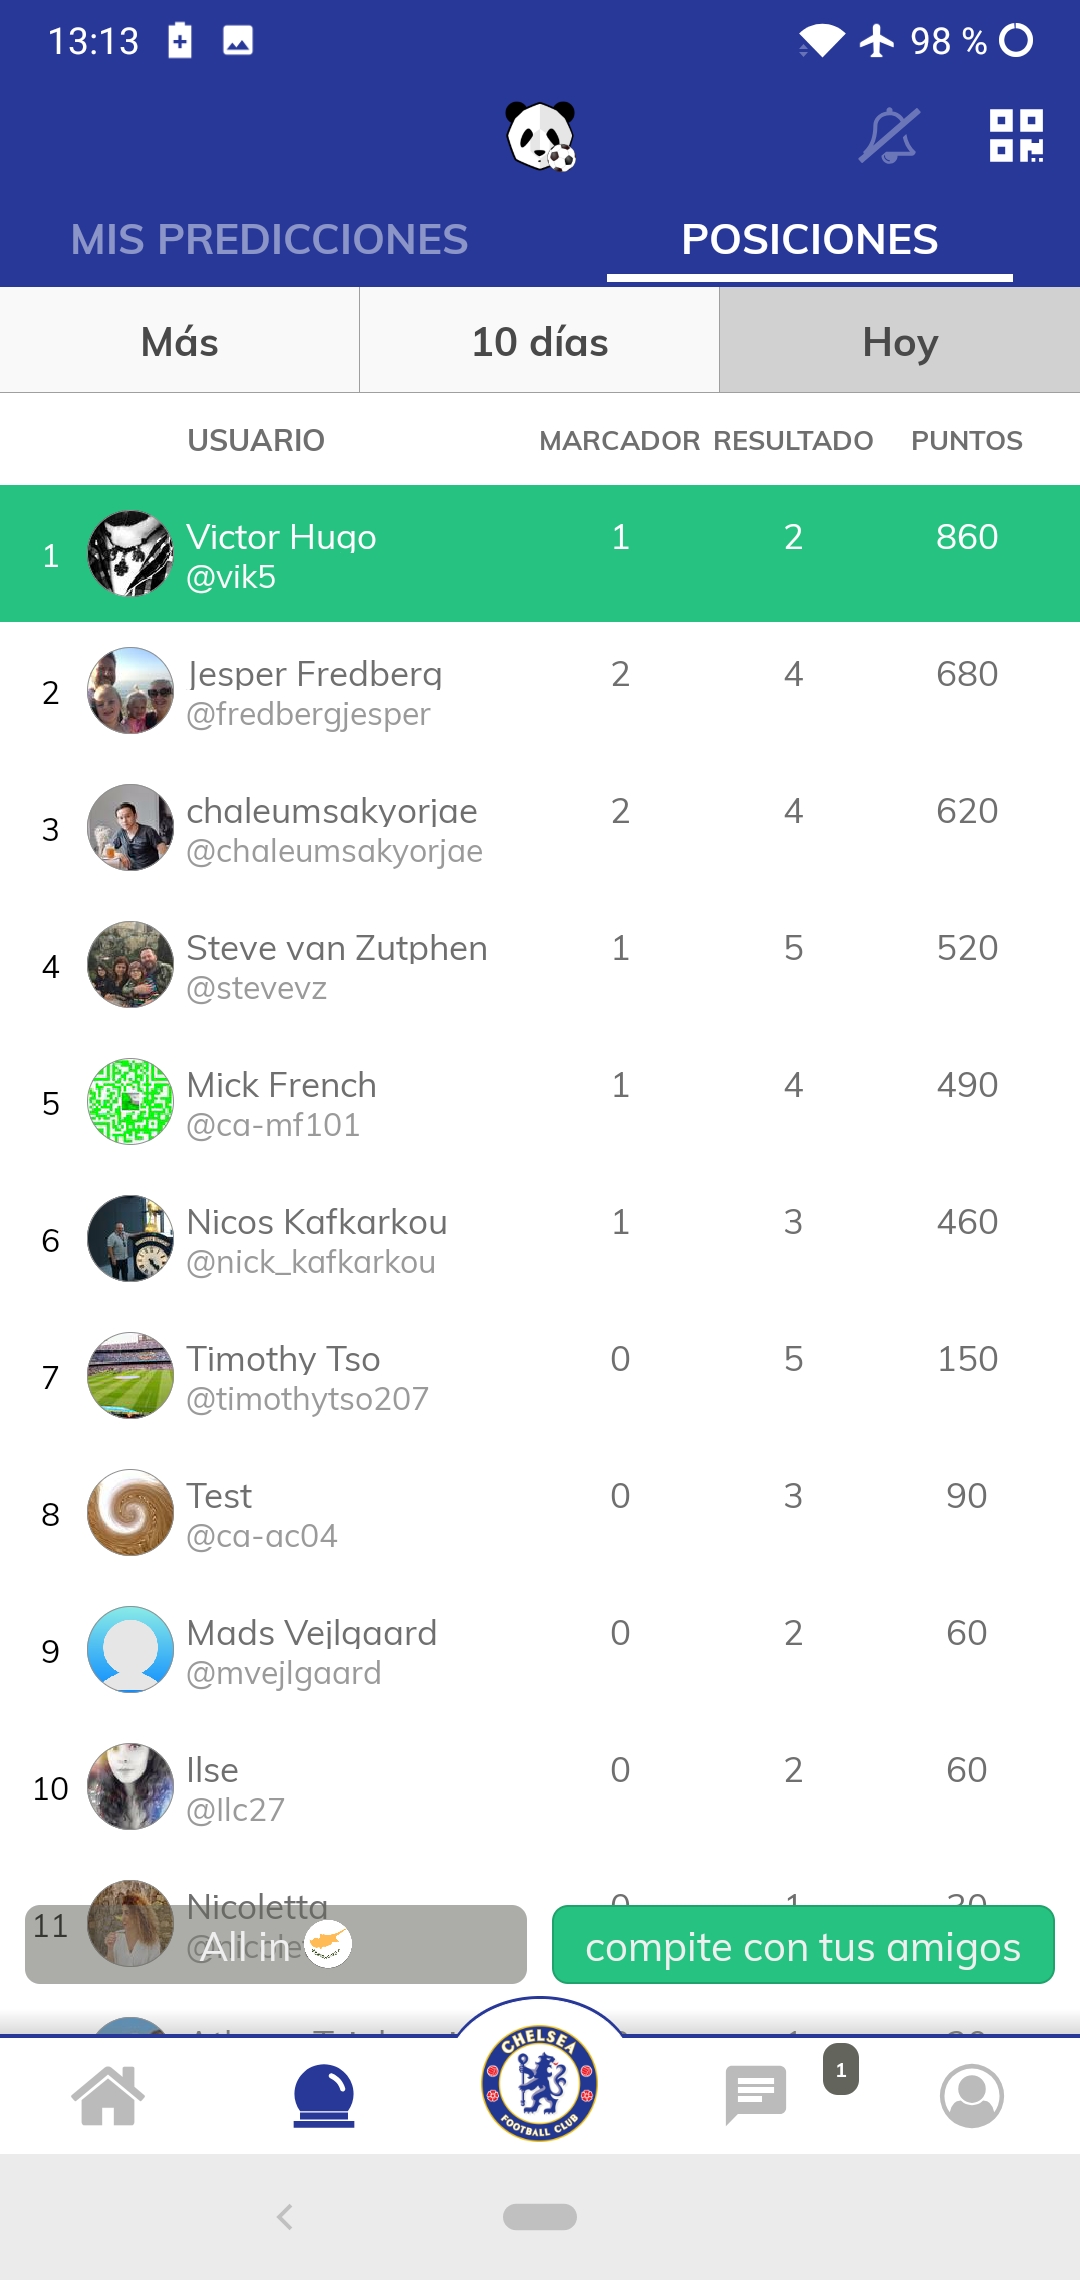 13:13 98 %
MIS PREDICCIONES POSICIONES
Más 10 días Hoy
USUARIO MARCADOR RESULTADO PUNTOS
1 Victor Hugo 1 2 860
@vik5
2 Jesper Fredberg 2 4 680
@fredbergjesper
3 chaleumsakyorjae 2 4 620
@chaleumsakyorjae
4 Steve van Zutphen 1 5 520
@stevevz
5 Mick French 1 4 490
@ca-mf101
6 Nicos Kafkarkou 1 3 460
@nick_kafkarkou
7 Timothy Tso 0 5 150
@timothytso207
8 Test 0 3 90
@ca-ac04
9 Mads Vejlgaard 0 2 60
@mvejlgaard
10 Ilse 0 2 60
@llc27
11 Nicoletta 0 1 30
All in compite con tus amigos
CHELSEA
FOOTBALL CLUB
1